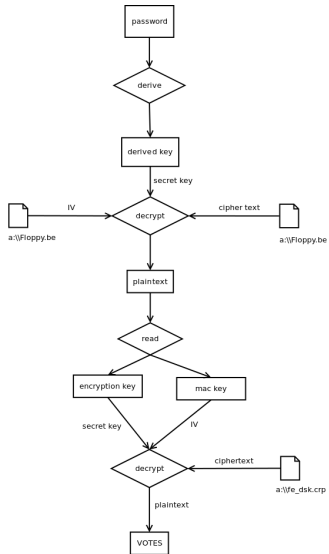 password
derive
derived key
secret key
IV
cipher text
decrypt
a:\\Floppy.be
a:\\Floppy.be
plaintext
read
encryption key
mac key
secret key
IV
decrypt
ciphertext
a:\\fe_dsk.crp
plaintext
VOTES